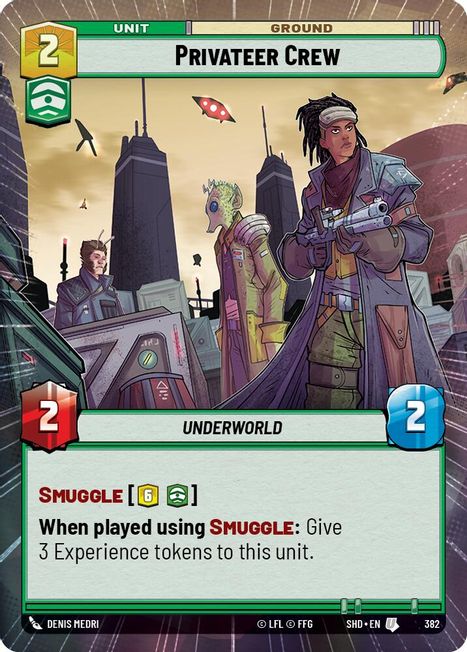 UNIT GROUND
2 PRIVATEER CREW
2 UNDERWORLD 2
SMUGGLE [6 ]
When played using SMUGGLE: Give
3 Experience tokens to this unit.
DENIS MEDRI © LFL © FFG SHD • EN U 382